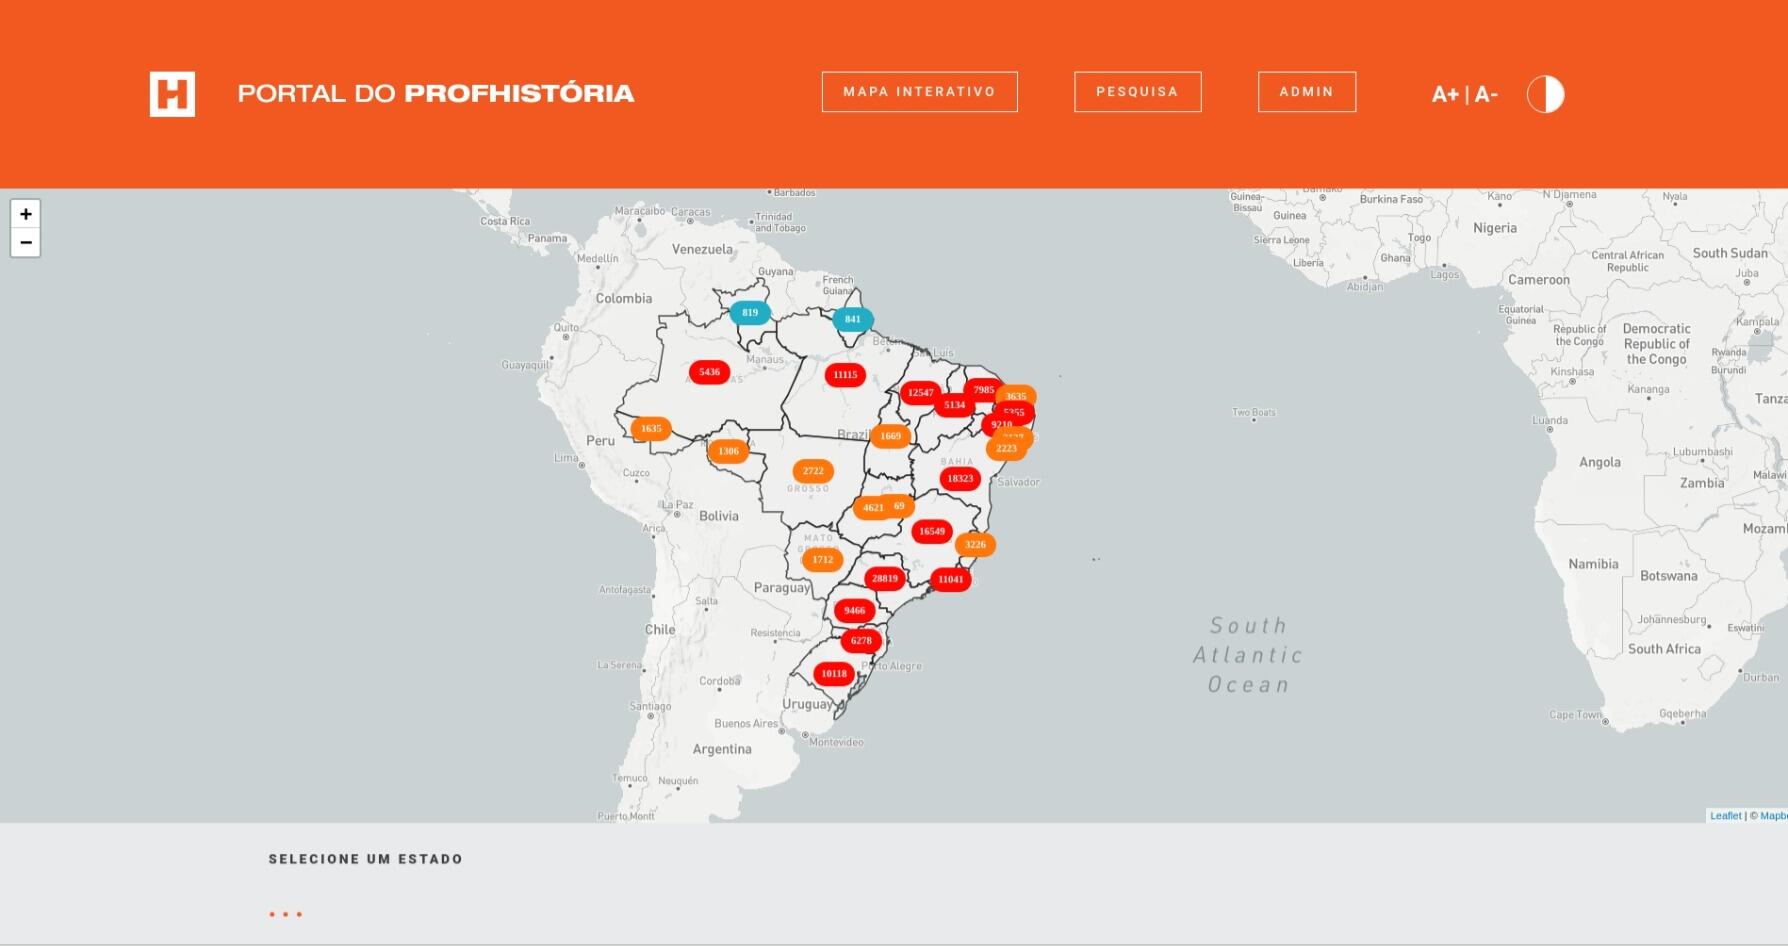 PORTAL DO PROFHISTÓRIA
MAPA INTERATIVO
PESQUISA
ADMIN
A+ | A-
+
−
Barbados
Maracaibo
Caracas
Trinidad
and Tobago
Costa Rica
Panama
Venezuela
Medellín
Guyana
French
Guiana
Colombia
819
841
Quito
Guayaquil
Manaus
São Luis
5436
11115
12547
7985
3635
5134
5355
9210
1635
Peru
Brazil
1669
2223
1306
Lima
BAHIA
2722
18323
Cuzco
GROSSO
Salvador
La Paz
Bolivia
4621
69
Arica
16549
MATO
3226
1712
28819
11041
Antofagasta
Paraguay
Salta
9466
Chile
Resistencia
6278
La Serena
10118
Porto Alegre
Cordoba
Santiago
Uruguay
Buenos Aires
Montevideo
Argentina
Temuco
Neuquén
Puerto Montt
Guinea-
Bissau
Guinea
Burkina Faso
Kano
N'Djamena
Nyala
Sierra Leone
Togo
Nigeria
Liberia
Ghana
Central African
Republic
South Sudan
Abidjan
Lagos
Cameroon
Juba
Equatorial
Guinea
Republic of
the Congo
Democratic
Republic of
the Congo
Kampala
Rwanda
Burundi
Kinshasa
Kananga
Tanza
Two Boats
Luanda
Lubumbashi
Angola
Malawi
Zambia
Mozam
Namibia
Botswana
South
Atlantic
Ocean
Johannesburg
Eswatini
South Africa
Durban
Cape Town
Gqeberha
Leaflet | © Mapb
SELECIONE UM ESTADO